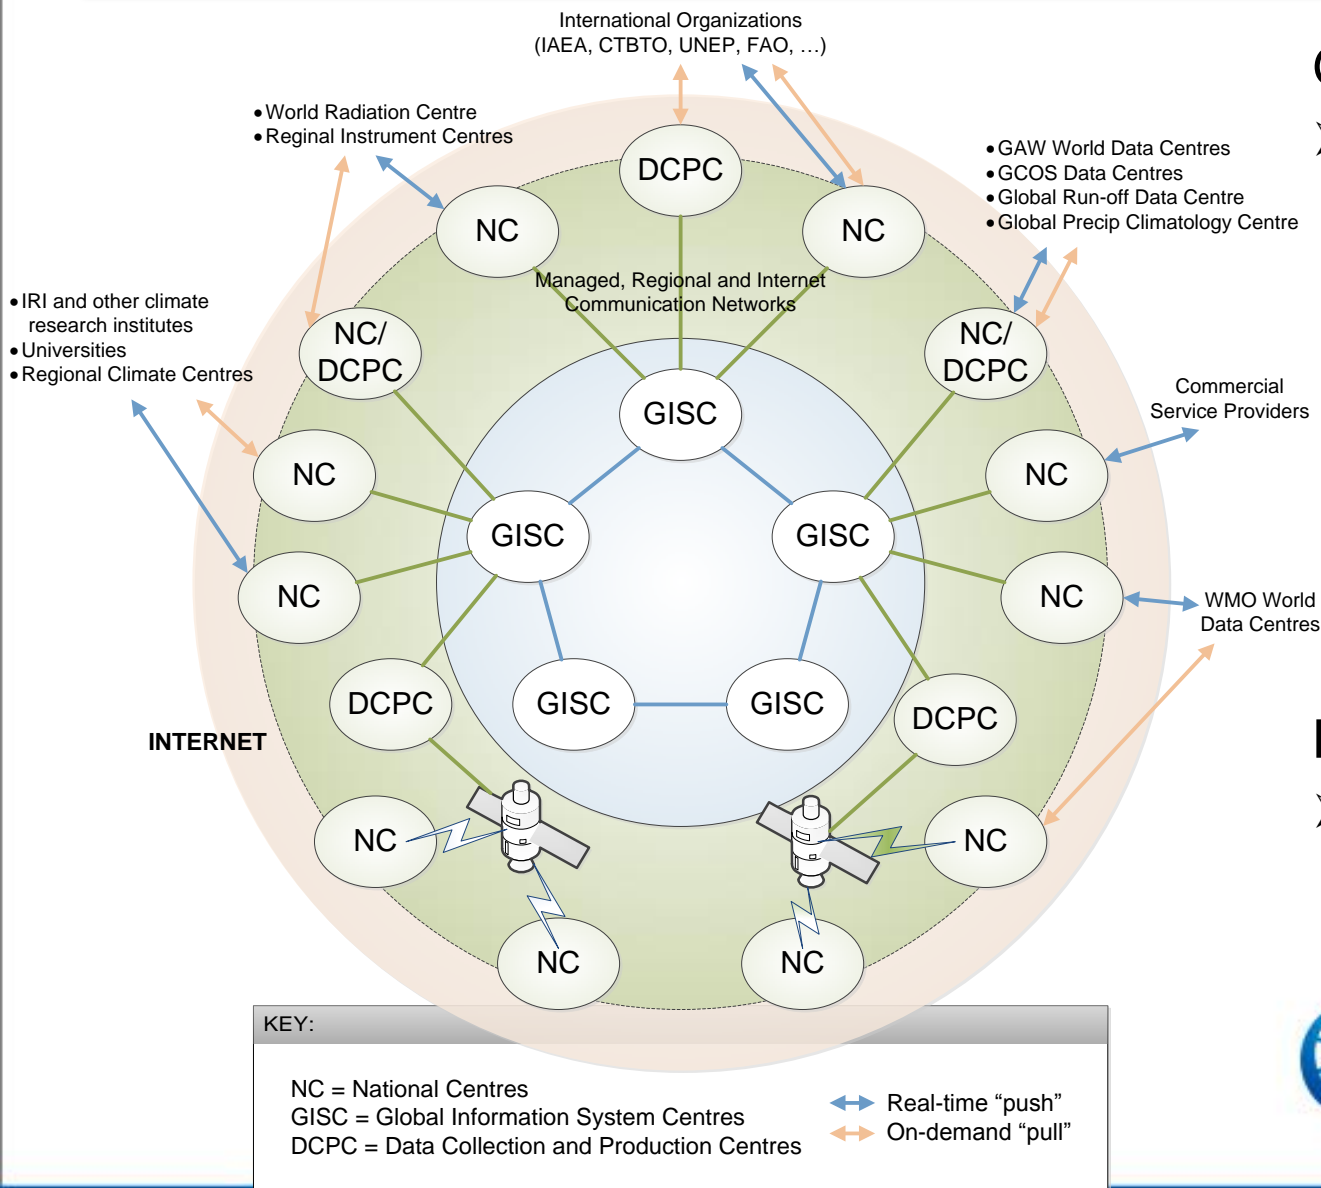 International Organizations
(IAEA, CTBTO, UNEP, FAO, …)
•World Radiation Centre
•Reginal Instrument Centres
•GAW World Data Centres
•GCOS Data Centres
•Global Run-off Data Centre
•Global Precip Climatology Centre
DCPC
NC
NC
Managed, Regional and Internet
Communication Networks
•IRI and other climate
research institutes
•Universities
•Regional Climate Centres
NC/
DCPC
NC/
DCPC
Commercial
Service Providers
GISC
NC
NC
GISC
GISC
NC
NC
WMO World
Data Centres
DCPC
GISC
GISC
DCPC
INTERNET
NC
NC
NC
NC
KEY:
NC = National Centres
GISC = Global Information System Centres
DCPC = Data Collection and Production Centres
Real-time “push”
On-demand “pull”